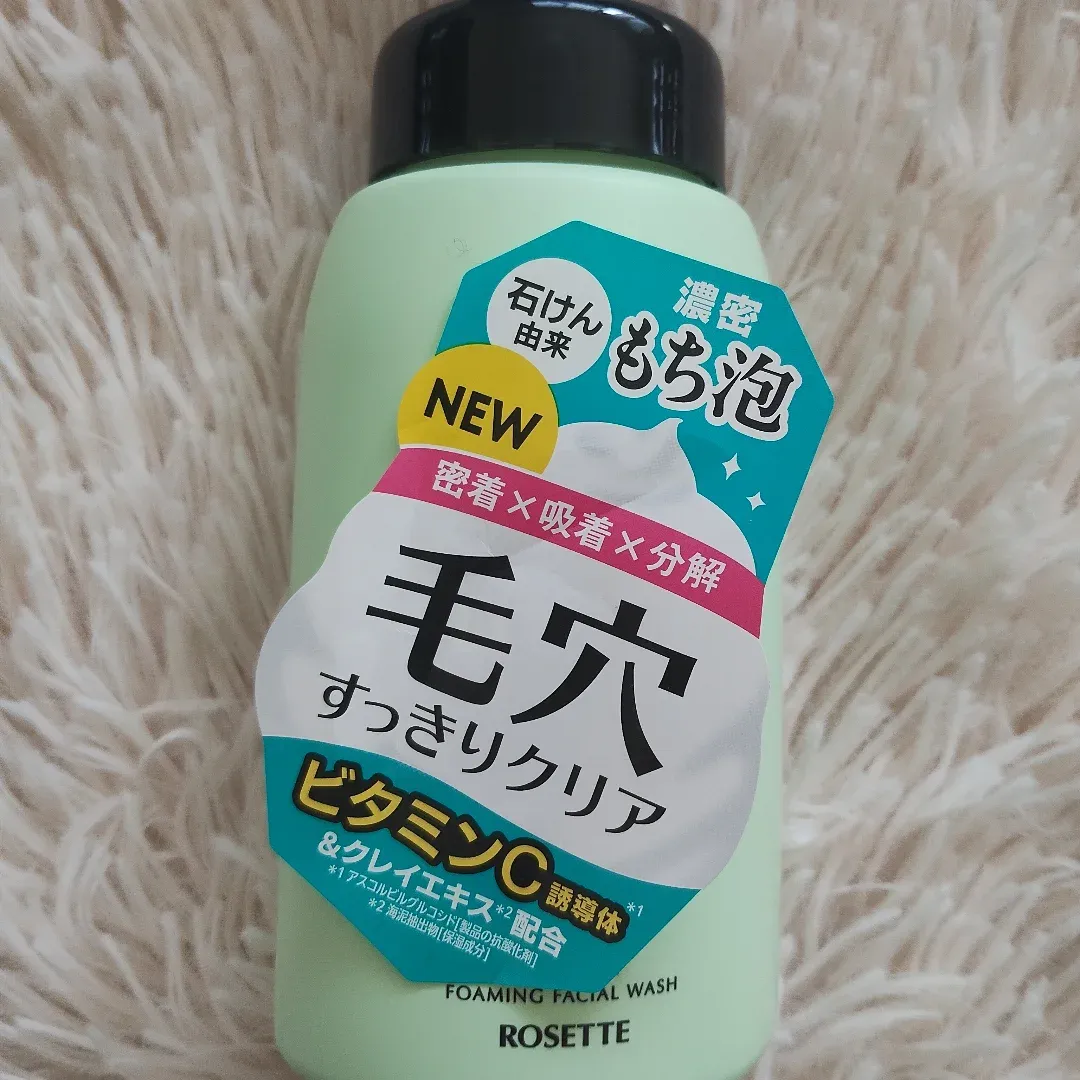 石けん
由来
濃密
もち泡
NEW
密着×吸着×分解
毛穴
すっきりクリア
ビタミンC誘導体*1
&クレイエキス*2配合
*1 アスコルビルグルコシド[製品の抗酸化剤]
*2 海泥抽出物[保湿成分]
FOAMING FACIAL WASH
ROSETTE